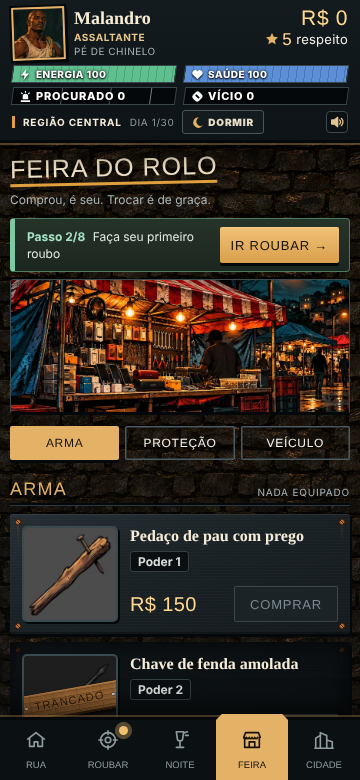 Malandro
ASSALTANTE
PÉ DE CHINELO
R$ 0
5 respeito
ENERGIA 100
SAÚDE 100
PROCURADO 0
VÍCIO 0
REGIÃO CENTRAL DIA 1/30
DORMIR
FEIRA DO ROLO
Comprou, é seu. Trocar é de graça.
Passo 2/8 Faça seu primeiro
roubo
IR ROUBAR →
ARMA
PROTEÇÃO
VEÍCULO
ARMA
NADA EQUIPADO
Pedaço de pau com prego
Poder 1
R$ 150
COMPRAR
Chave de fenda amolada
Poder 2
TRANCADO
RUA
ROUBAR
NOITE
FEIRA
CIDADE